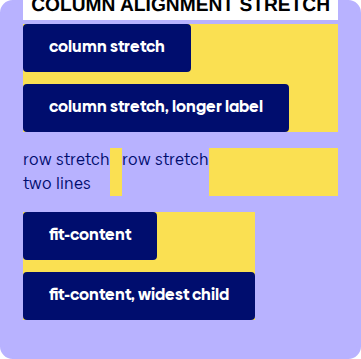 COLUMN ALIGNMENT STRETCH
column stretch
column stretch, longer label
row stretch row stretch
two lines
fit-content
fit-content, widest child